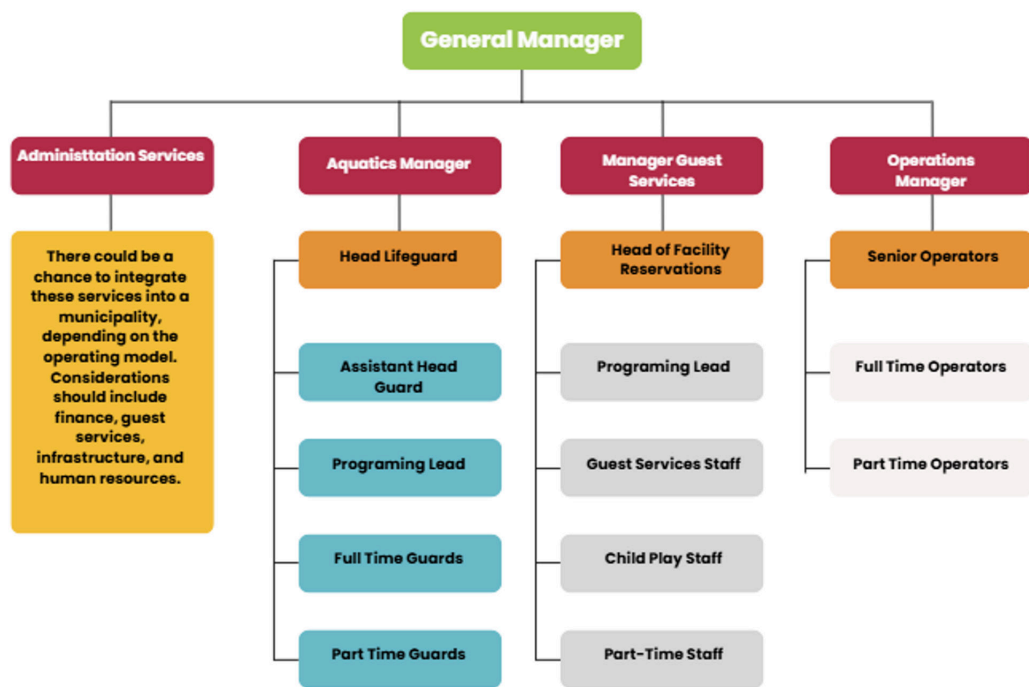 General Manager
Administtation Services
Aquatics Manager
Manager Guest
Services
Operations
Manager
There could be a
chance to integrate
these services into a
municipality,
depending on the
operating model.
Considerations
should include
finance, guest
services,
infrastructure, and
human resources.
Head Lifeguard
Assistant Head
Guard
Programing Lead
Full Time Guards
Part Time Guards
Head of Facility
Reservations
Programing Lead
Guest Services Staff
Child Play Staff
Part-Time Staff
Senior Operators
Full Time Operators
Part Time Operators